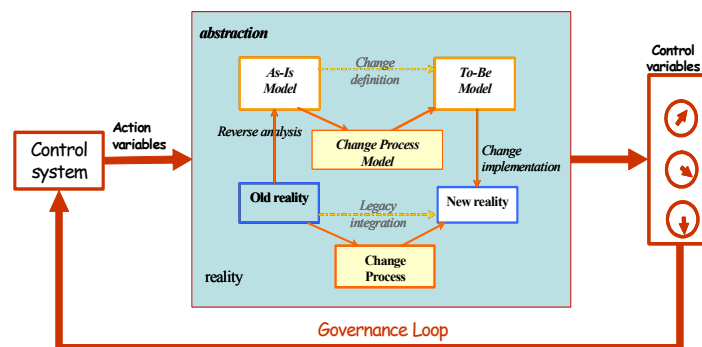 abstraction
Control
variables
As-Is
Model
Change
definition
To-Be
Model
Action
variables
Reverse analysis
Change Process
Model
Change
implementation
Control
system
Old reality
Legacy
integration
New reality
Change
Process
reality
Governance Loop